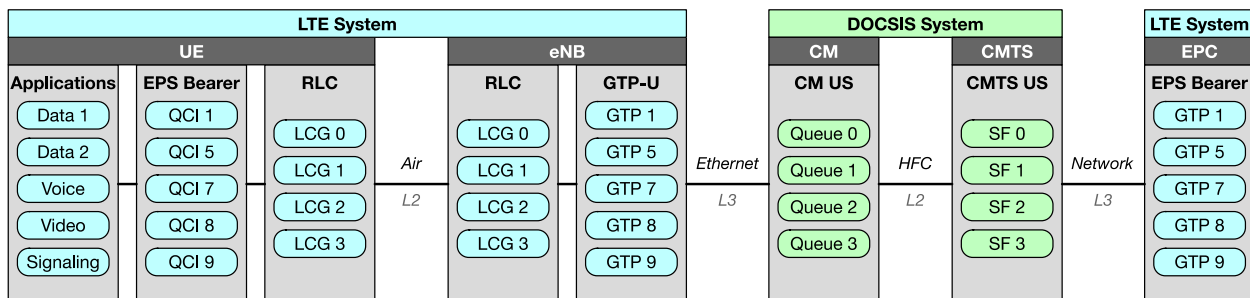 LTE System
DOCSIS System
LTE System
UE
eNB
CM
CMTS
EPC
Applications
Data 1
Data 2
Voice
Video
Signaling
EPS Bearer
QCI 1
QCI 5
QCI 7
QCI 8
QCI 9
RLC
LCG 0
LCG 1
LCG 2
LCG 3
Air
L2
RLC
LCG 0
LCG 1
LCG 2
LCG 3
GTP-U
GTP 1
GTP 5
GTP 7
GTP 8
GTP 9
Ethernet
L3
CM US
Queue 0
Queue 1
Queue 2
Queue 3
HFC
L2
CMTS US
SF 0
SF 1
SF 2
SF 3
Network
L3
EPS Bearer
GTP 1
GTP 5
GTP 7
GTP 8
GTP 9